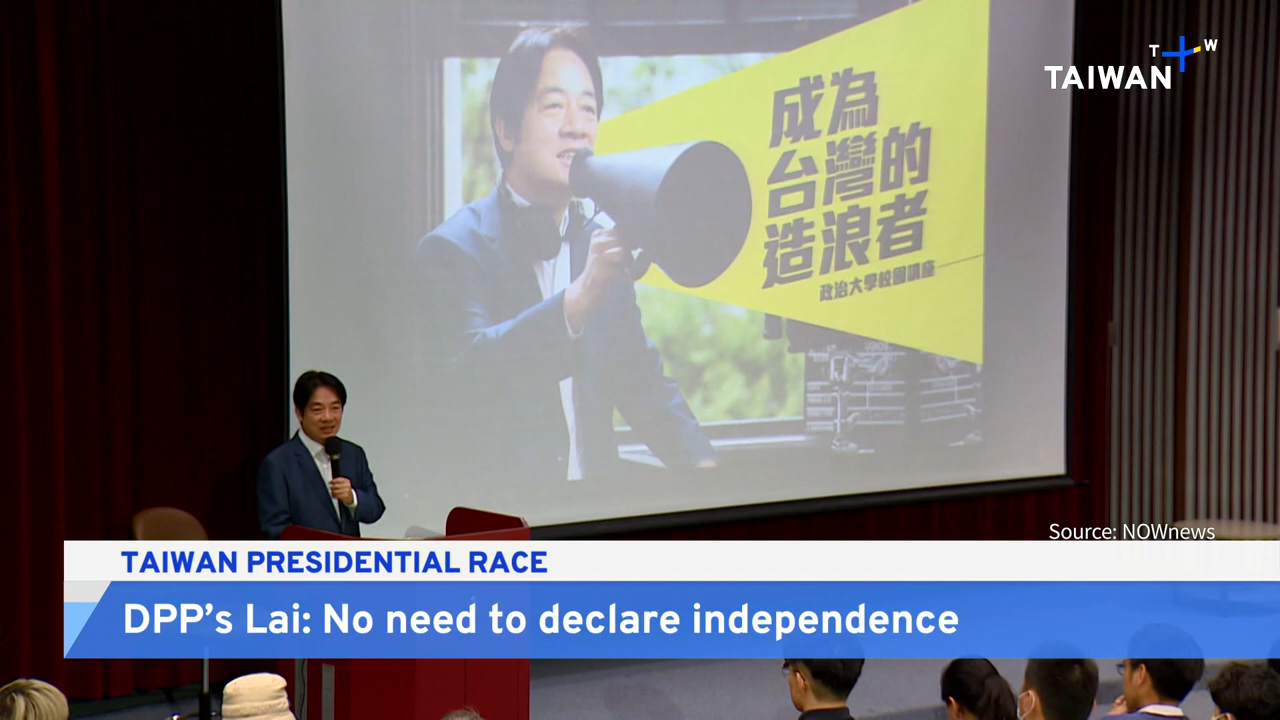 成為
台灣的
造浪者
政治大學校園講座
T W
TAIWAN
Source: NOWnews
TAIWAN PRESIDENTIAL RACE
DPP’s Lai: No need to declare independence